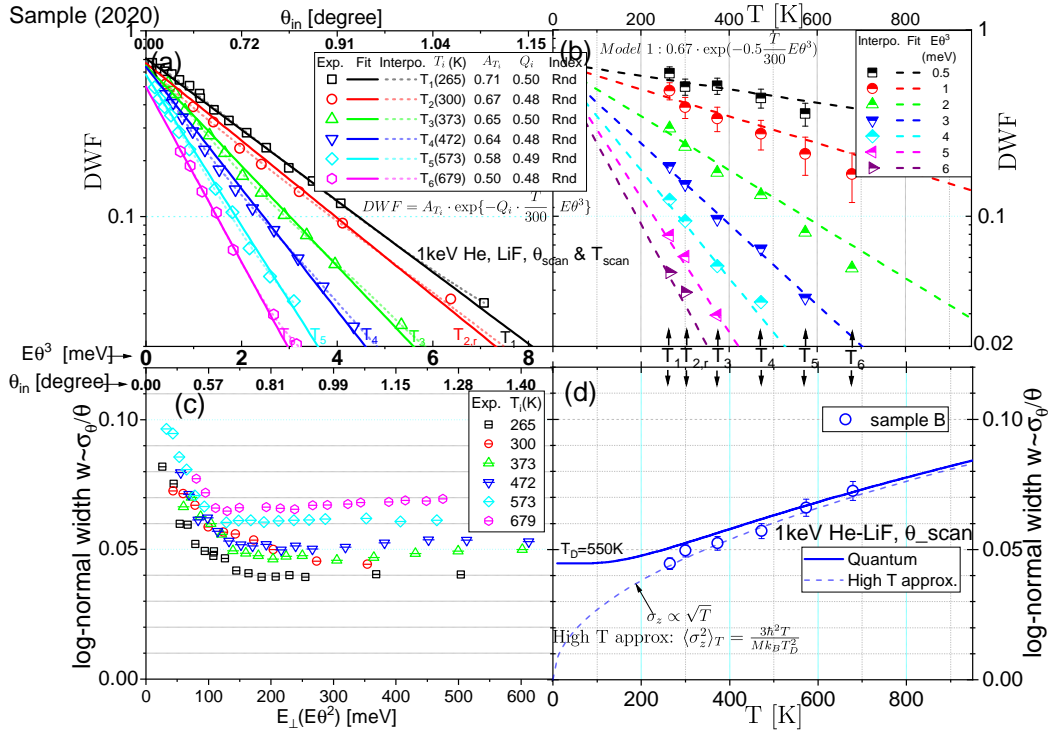 Sample (2020)
θin [degree]
0.00 0.72 0.91 1.04 1.15
T [K]
0 200 400 600 800
(a)
Exp. Fit Interpo. Ti (K) ATi Qi Index
T1(265) 0.71 0.50 Rnd
T2(300) 0.67 0.48 Rnd
T3(373) 0.65 0.50 Rnd
T4(472) 0.64 0.48 Rnd
T5(573) 0.58 0.49 Rnd
T6(679) 0.50 0.48 Rnd
DWF = ATi · exp{−Qi · T/300 Eθ³}
1keV He, LiF, θscan & Tscan
DWF
0.1
T6 T5 T4 T3 T2,r T1
(b)
Model 1 : 0.67 · exp(−0.5 T/300 Eθ³)
Interpo. Fit Eθ³
(meV)
0.5
1
2
3
4
5
6
1
DWF
0.1
0.02
T1 T2,r T3 T4 T5 T6
Eθ³ [meV]
0 2 4 6 8
θin [degree]
0.00 0.57 0.81 0.99 1.15 1.28 1.40
(c)
Exp. Ti(K)
265
300
373
472
573
679
log-normal width w~σθ/θ
0.10
0.05
0.00
0 100 200 300 400 500 600
E⊥(Eθ²) [meV]
(d)
sample B
TD=550K
1keV He-LiF, θ_scan
Quantum
High T approx.
σz ∝ √T
High T approx: ⟨σz²⟩T = 3ħ²T/MkBTD²
log-normal width w~σθ/θ
0.10
0.05
0.00
0 200 400 600 800
T [K]